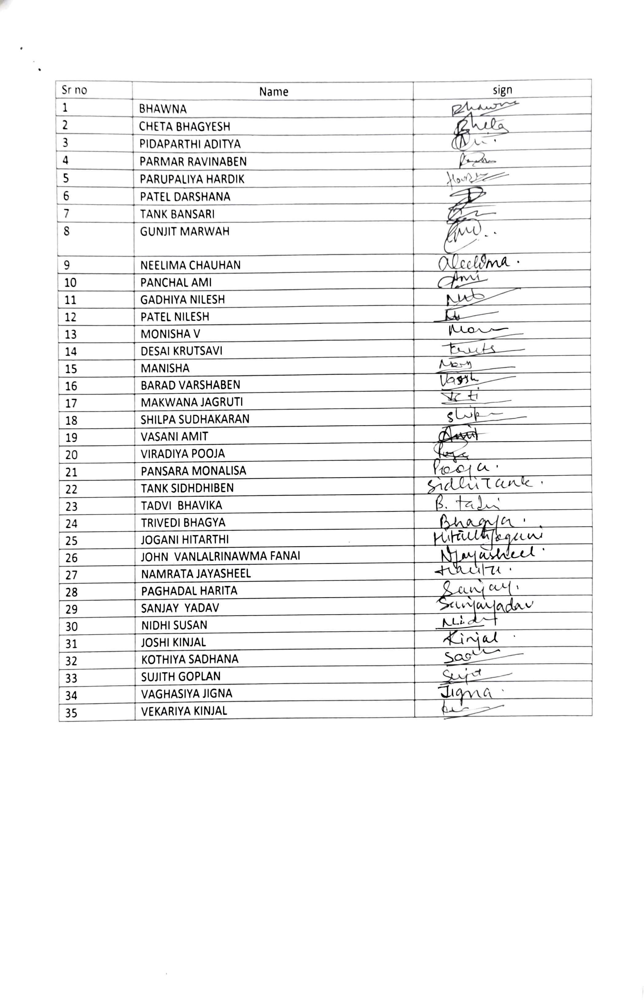 Sr no Name sign
1 BHAWNA Bhawna
2 CHETA BHAGYESH Cheta
3 PIDAPARTHI ADITYA
4 PARMAR RAVINABEN
5 PARUPALIYA HARDIK
6 PATEL DARSHANA
7 TANK BANSARI
8 GUNJIT MARWAH
9 NEELIMA CHAUHAN Neelima.
10 PANCHAL AMI Ami
11 GADHIYA NILESH
12 PATEL NILESH
13 MONISHA V
14 DESAI KRUTSAVI
15 MANISHA
16 BARAD VARSHABEN Varsh
17 MAKWANA JAGRUTI
18 SHILPA SUDHAKARAN
19 VASANI AMIT Amit
20 VIRADIYA POOJA
21 PANSARA MONALISA Pooja.
22 TANK SIDHDHIBEN Sidhi Tank.
23 TADVI BHAVIKA B. Tadvi
24 TRIVEDI BHAGYA Bhagya.
25 JOGANI HITARTHI Hitarthi Jogani
26 JOHN VANLALRINAWMA FANAI N Jayasheel.
27 NAMRATA JAYASHEEL Harita.
28 PAGHADAL HARITA Sanjay.
29 SANJAY YADAV Sanjay Yadav
30 NIDHI SUSAN
31 JOSHI KINJAL Kinjal
32 KOTHIYA SADHANA
33 SUJITH GOPLAN
34 VAGHASIYA JIGNA Jigna.
35 VEKARIYA KINJAL